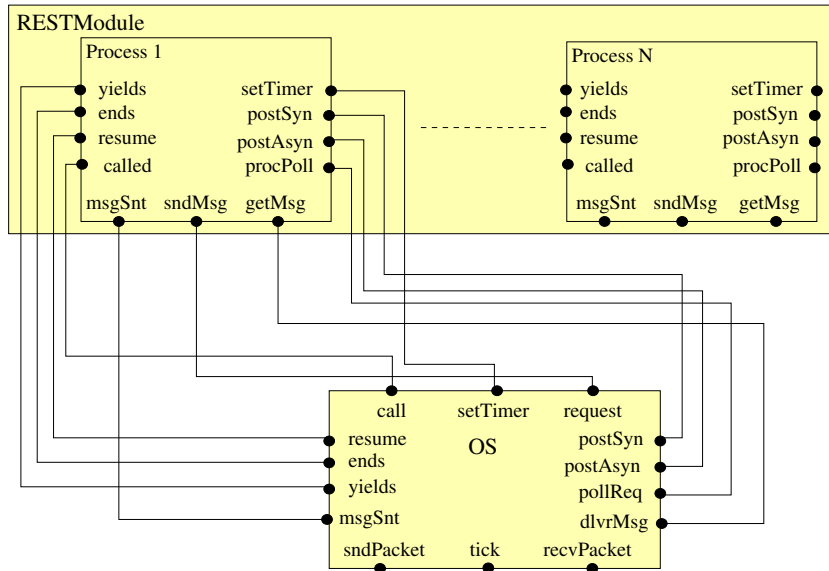 RESTModule
Process 1
yields
ends
resume
called
setTimer
postSyn
postAsyn
procPoll
msgSnt
sndMsg
getMsg
Process N
yields
ends
resume
called
setTimer
postSyn
postAsyn
procPoll
msgSnt
sndMsg
getMsg
call
setTimer
request
resume
ends
yields
msgSnt
OS
postSyn
postAsyn
pollReq
dlvrMsg
sndPacket
tick
recvPacket